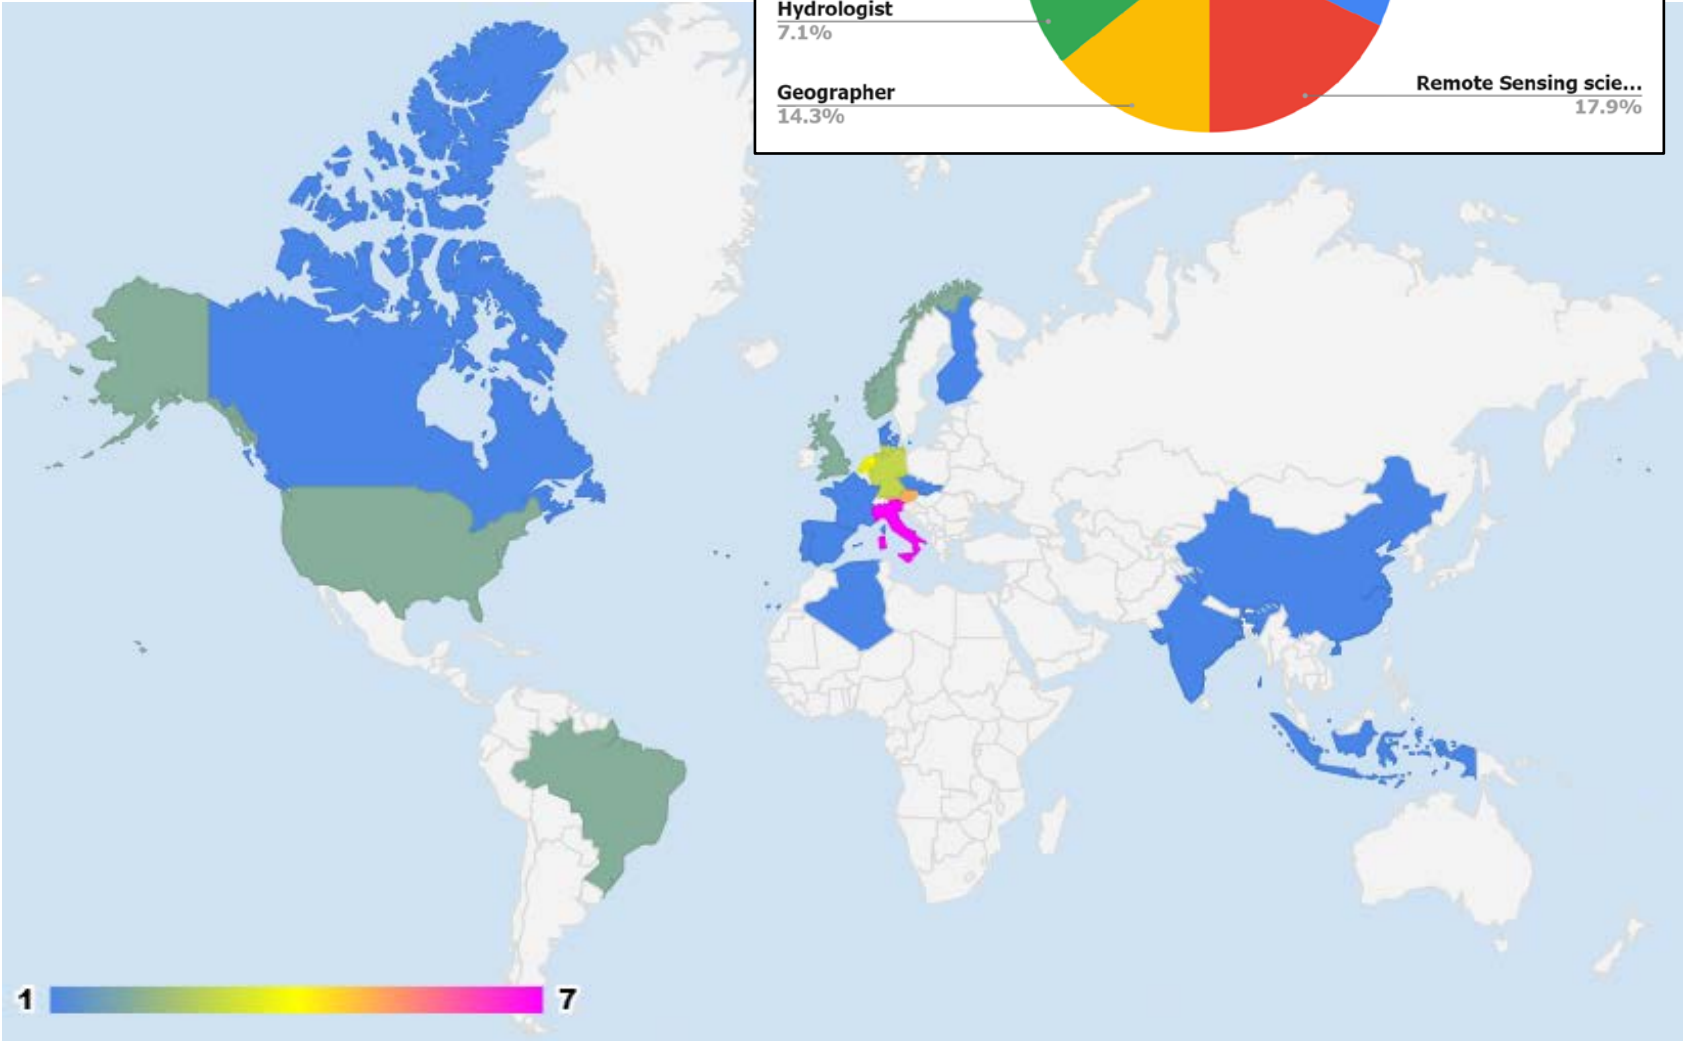 Hydrologist
7.1%
Geographer
14.3%
Remote Sensing scie...
17.9%
1
7